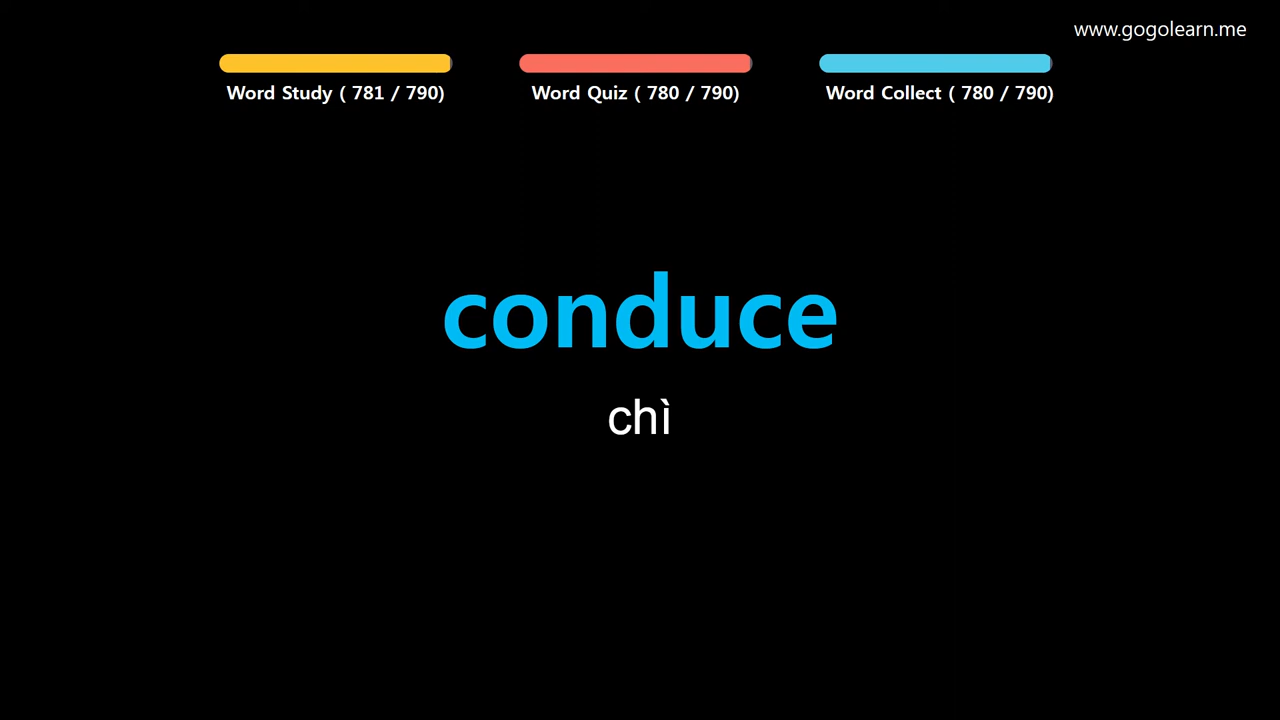 www.gogolearn.me
Word Study ( 781 / 790)
Word Quiz ( 780 / 790)
Word Collect ( 780 / 790)
conduce
chì